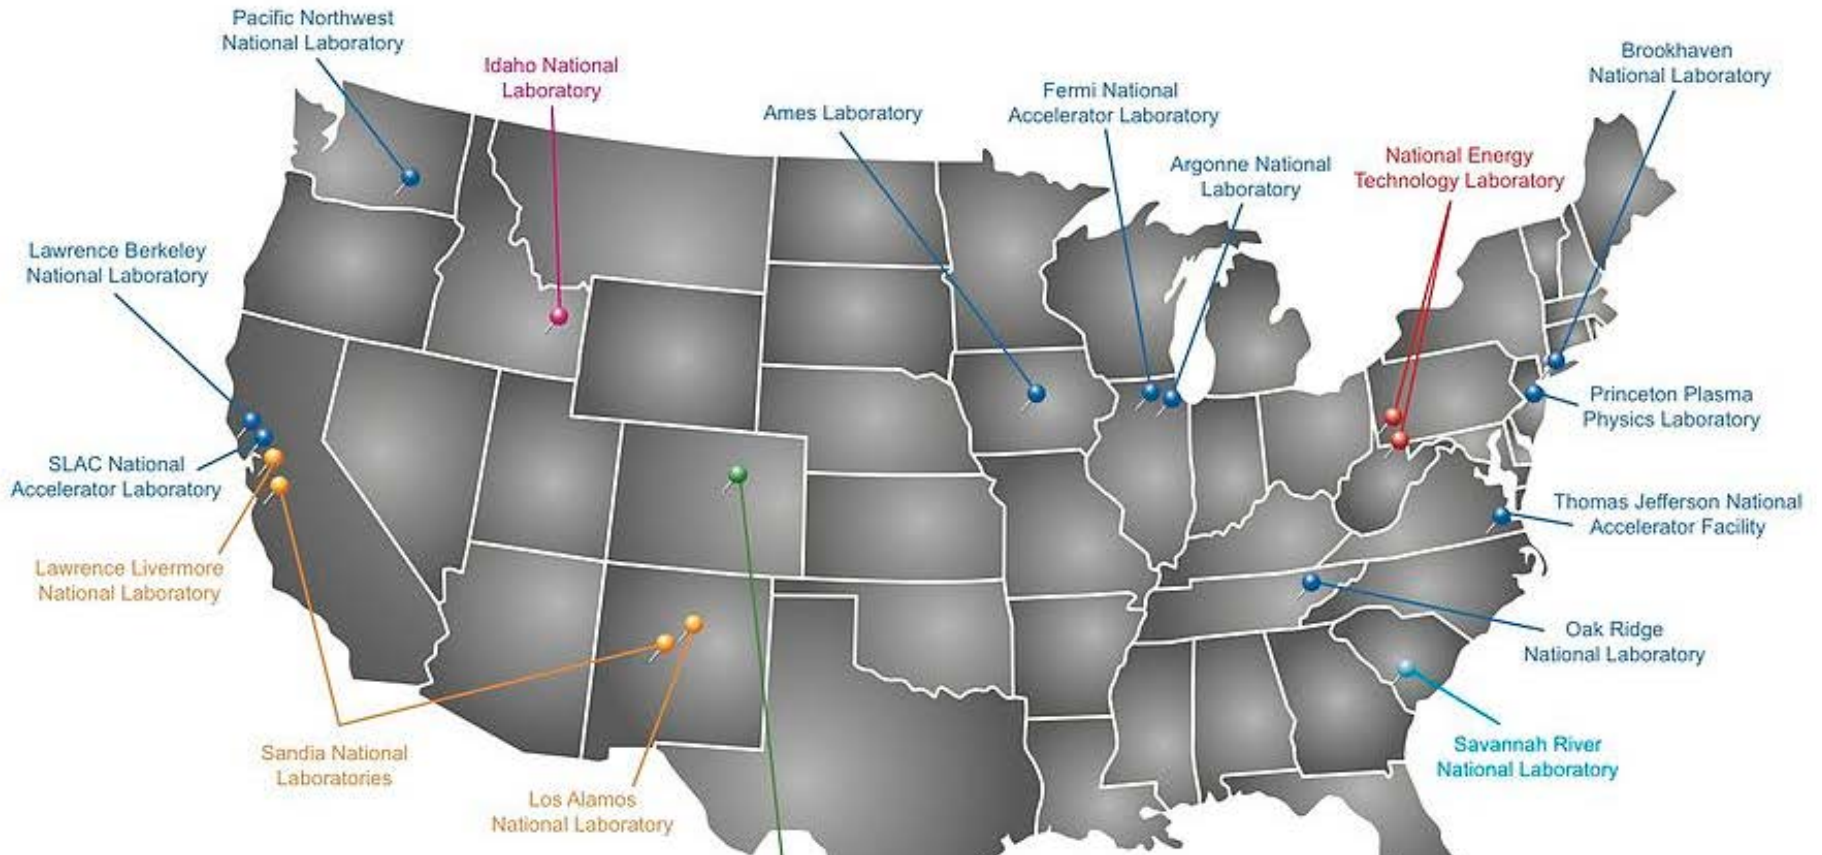 Pacific Northwest
National Laboratory
Idaho National
Laboratory
Ames Laboratory
Fermi National
Accelerator Laboratory
Argonne National
Laboratory
National Energy
Technology Laboratory
Brookhaven
National Laboratory
Lawrence Berkeley
National Laboratory
SLAC National
Accelerator Laboratory
Lawrence Livermore
National Laboratory
Sandia National
Laboratories
Los Alamos
National Laboratory
Princeton Plasma
Physics Laboratory
Thomas Jefferson National
Accelerator Facility
Oak Ridge
National Laboratory
Savannah River
National Laboratory